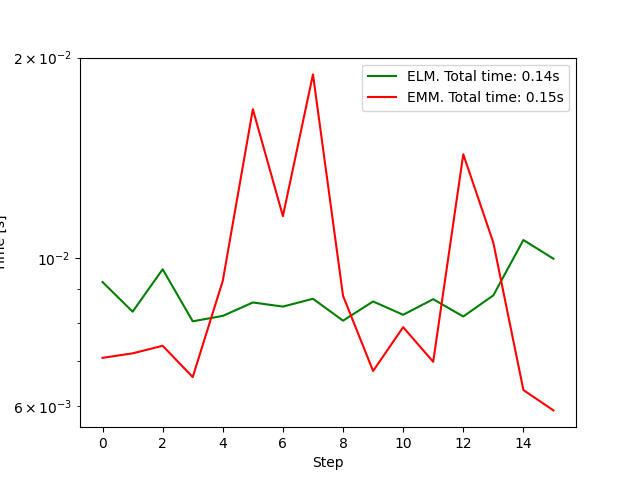 2 × 10⁻²
10⁻²
6 × 10⁻³
ELM. Total time: 0.14s
EMM. Total time: 0.15s
0 2 4 6 8 10 12 14
Step